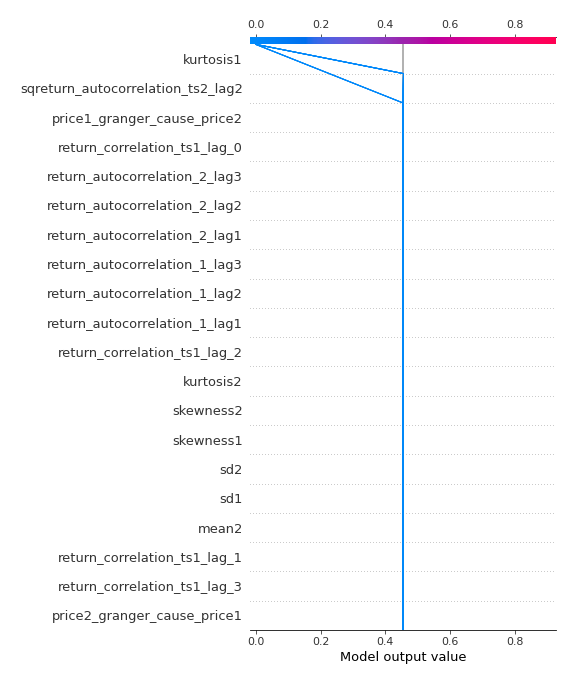 0.0 0.2 0.4 0.6 0.8
kurtosis1
sqreturn_autocorrelation_ts2_lag2
price1_granger_cause_price2
return_correlation_ts1_lag_0
return_autocorrelation_2_lag3
return_autocorrelation_2_lag2
return_autocorrelation_2_lag1
return_autocorrelation_1_lag3
return_autocorrelation_1_lag2
return_autocorrelation_1_lag1
return_correlation_ts1_lag_2
kurtosis2
skewness2
skewness1
sd2
sd1
mean2
return_correlation_ts1_lag_1
return_correlation_ts1_lag_3
price2_granger_cause_price1
0.0 0.2 0.4 0.6 0.8
Model output value